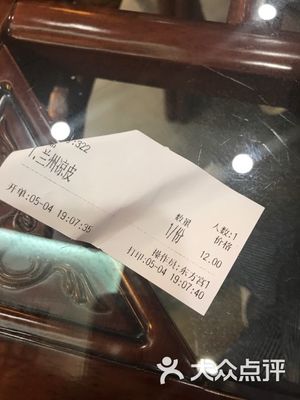 322
人数:1
数量 价格
1.兰州凉皮 1/份 12.00
操作员:东方宫1
开单:05-04 19:07:35 打印:05-04 19:07:40
大众点评